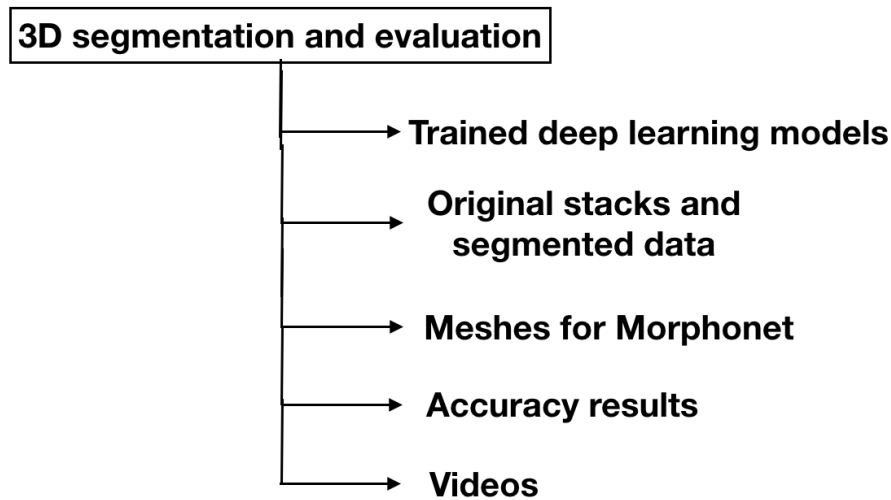 3D segmentation and evaluation
Trained deep learning models
Original stacks and
segmented data
Meshes for Morphonet
Accuracy results
Videos